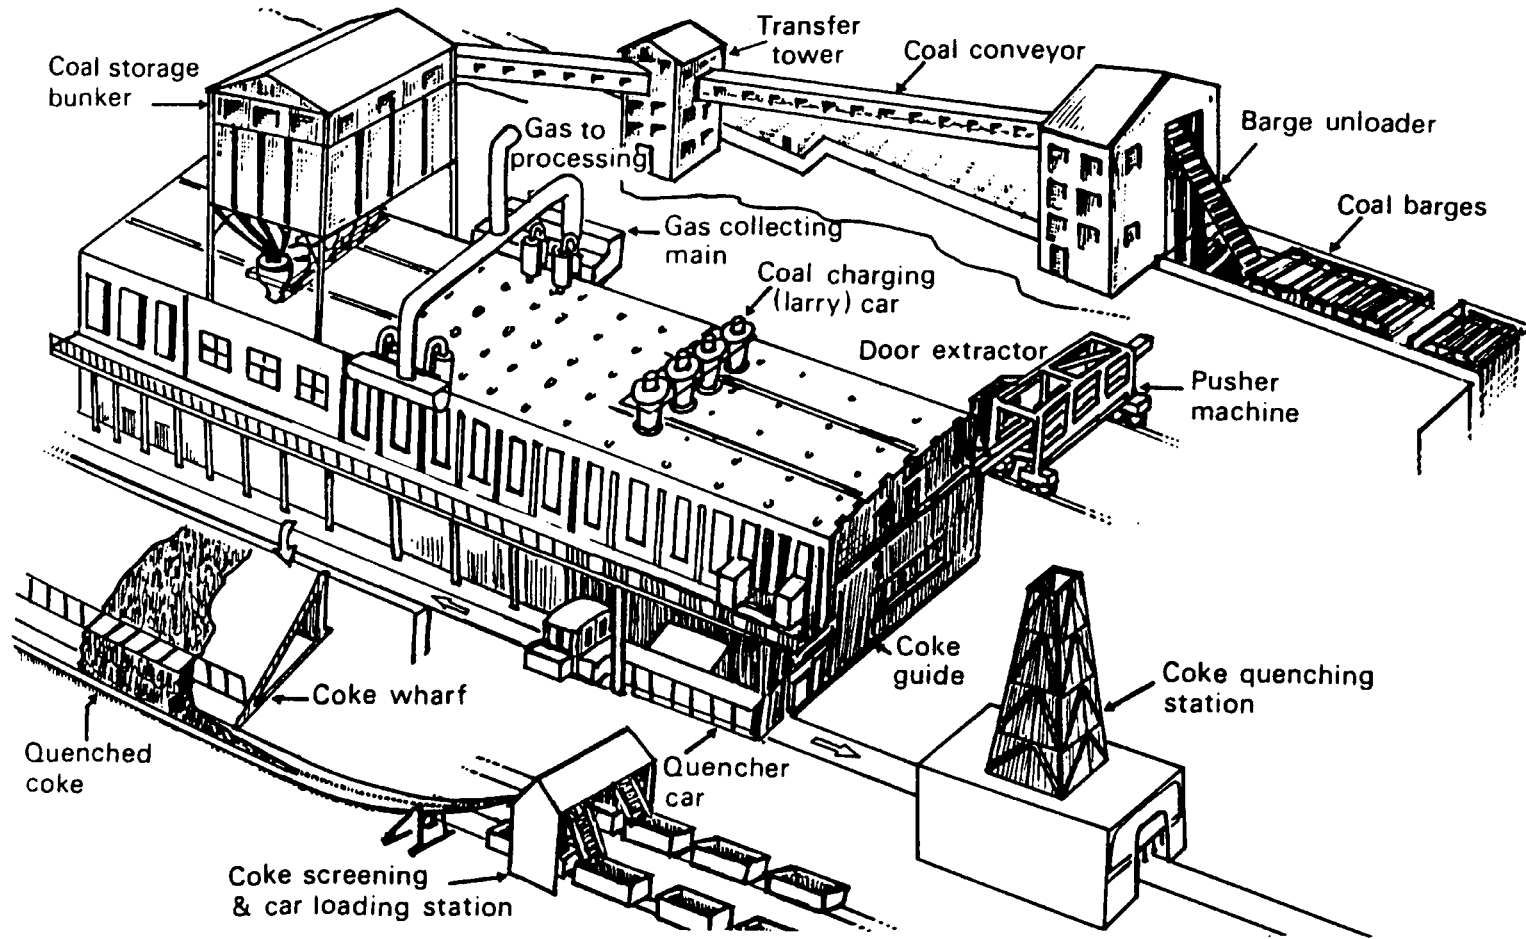 Transfer
tower
Coal conveyor
Coal storage
bunker
Barge unloader
Gas to
processing
Coal barges
Gas collecting
main
Coal charging
(larry) car
Door extractor
Pusher
machine
Coke
guide
Coke quenching
station
Coke wharf
Quenched
coke
Quencher
car
Coke screening
& car loading station